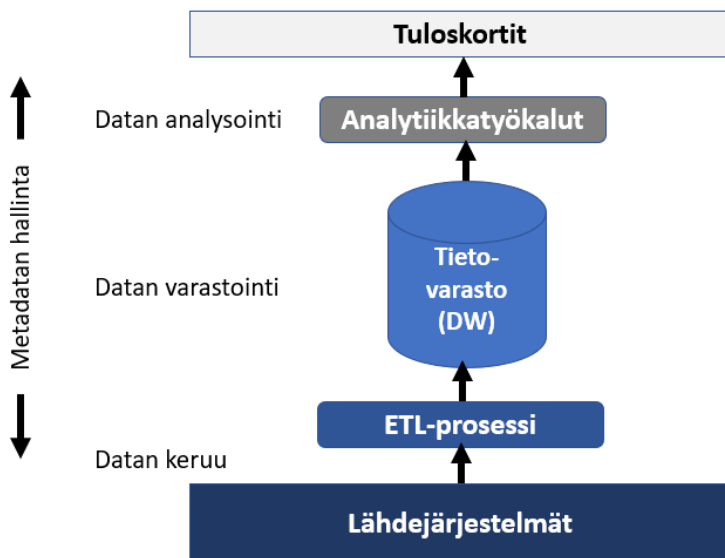 Tuloskortit
Datan analysointi
Analytiikkatyökalut
Metadatan hallinta
Datan varastointi
Tieto-
varasto
(DW)
ETL-prosessi
Datan keruu
Lähdejärjestelmät